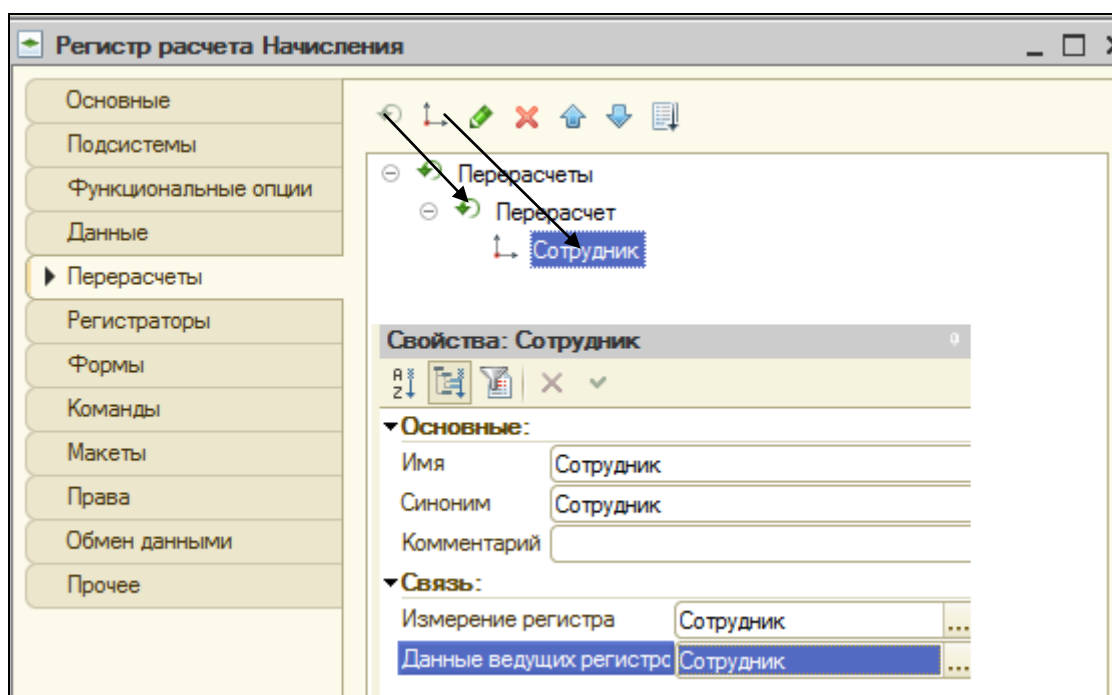 Регистр расчета Начисления
Основные
Подсистемы
Функциональные опции
Данные
Перерасчеты
Регистраторы
Формы
Команды
Макеты
Права
Обмен данными
Прочее
Перерасчеты
Перерасчет
Сотрудник
Свойства: Сотрудник
Основные:
Имя Сотрудник
Синоним Сотрудник
Комментарий
Связь:
Измерение регистра Сотрудник ...
Данные ведущих регистрс Сотрудник ...